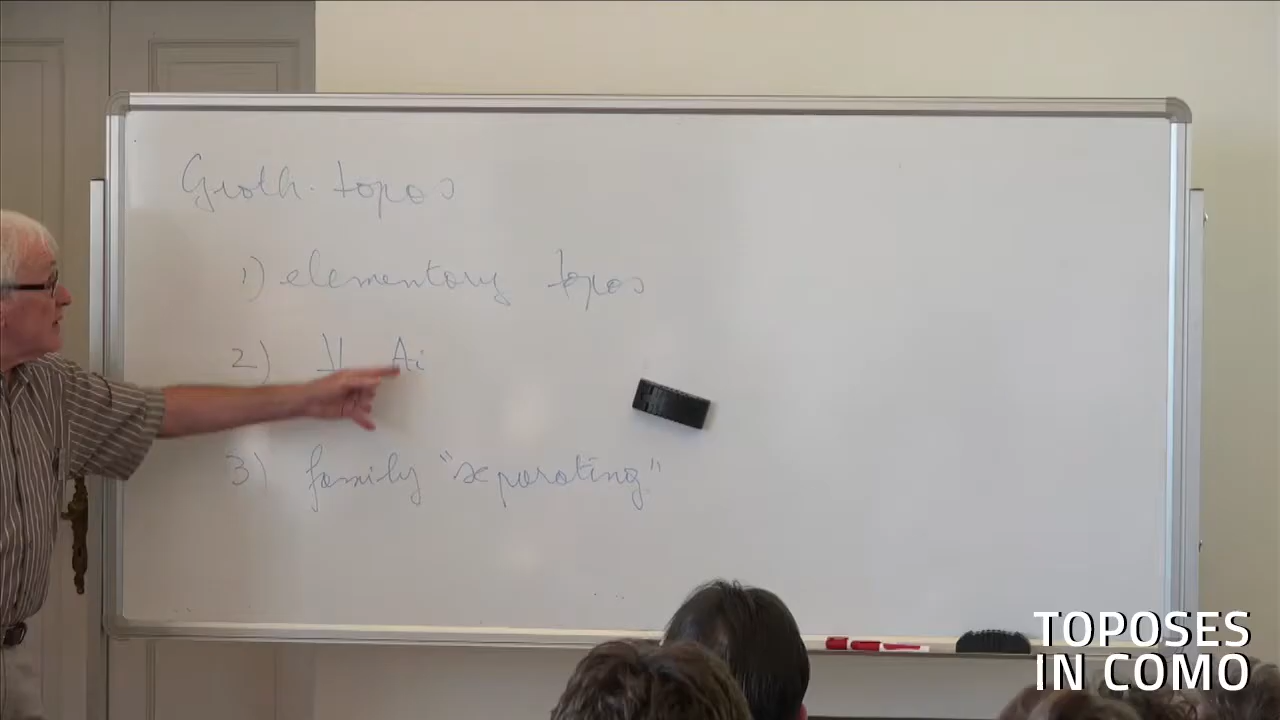 Groth. topos
1) elementary topos
2) ⨿ Ai
3) family "separating"
TOPOSES
IN COMO